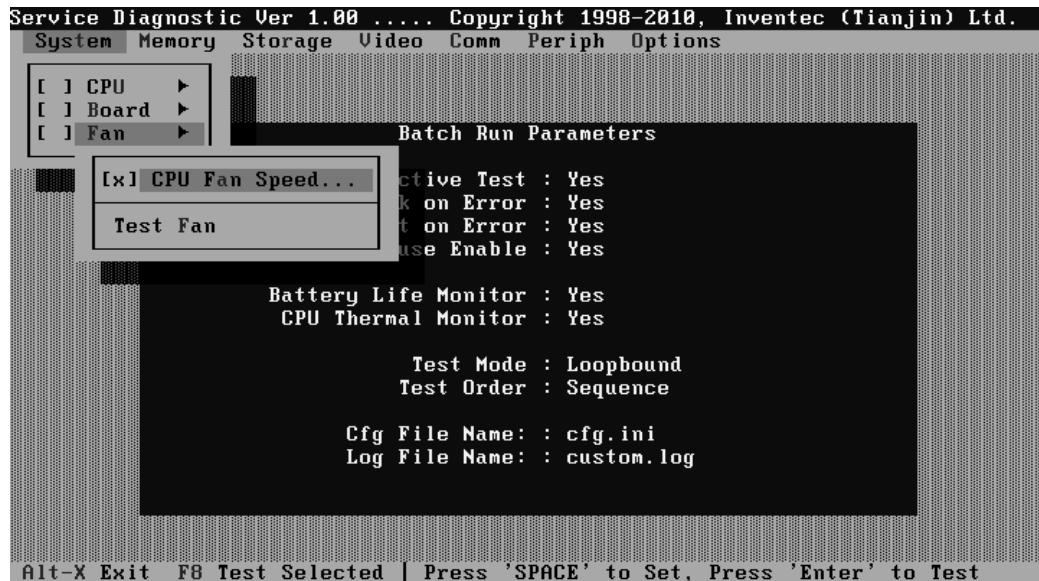 Service Diagnostic Ver 1.00 ..... Copyright 1998-2010, Inventec (Tianjin) Ltd.
System Memory Storage Video Comm Periph Options
[ ] CPU ►
[ ] Board ►
[ ] Fan ►
[x] CPU Fan Speed...
Test Fan
Batch Run Parameters
ctive Test : Yes
k on Error : Yes
t on Error : Yes
use Enable : Yes
Battery Life Monitor : Yes
CPU Thermal Monitor : Yes
Test Mode : Loopbound
Test Order : Sequence
Cfg File Name: : cfg.ini
Log File Name: : custom.log
Alt-X Exit F8 Test Selected | Press 'SPACE' to Set, Press 'Enter' to Test